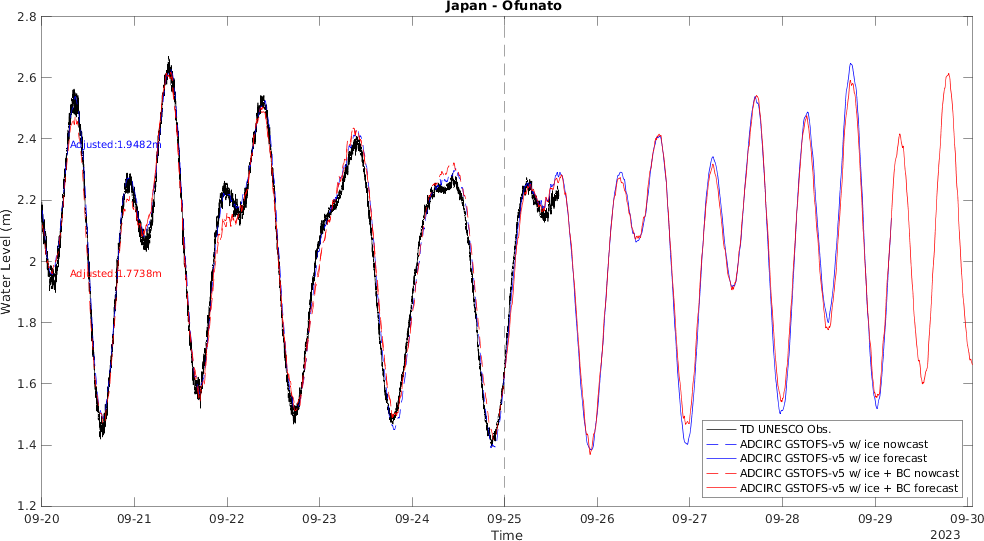 Japan - Ofunato
2.8
2.6
2.4
2.2
2
1.8
1.6
1.4
1.2
Water Level (m)
Adjusted:1.9482m
Adjusted:1.7738m
TD UNESCO Obs.
ADCIRC GSTOFS-v5 w/ ice nowcast
ADCIRC GSTOFS-v5 w/ ice forecast
ADCIRC GSTOFS-v5 w/ ice + BC nowcast
ADCIRC GSTOFS-v5 w/ ice + BC forecast
09-20 09-21 09-22 09-23 09-24 09-25 09-26 09-27 09-28 09-29 09-30
Time
2023